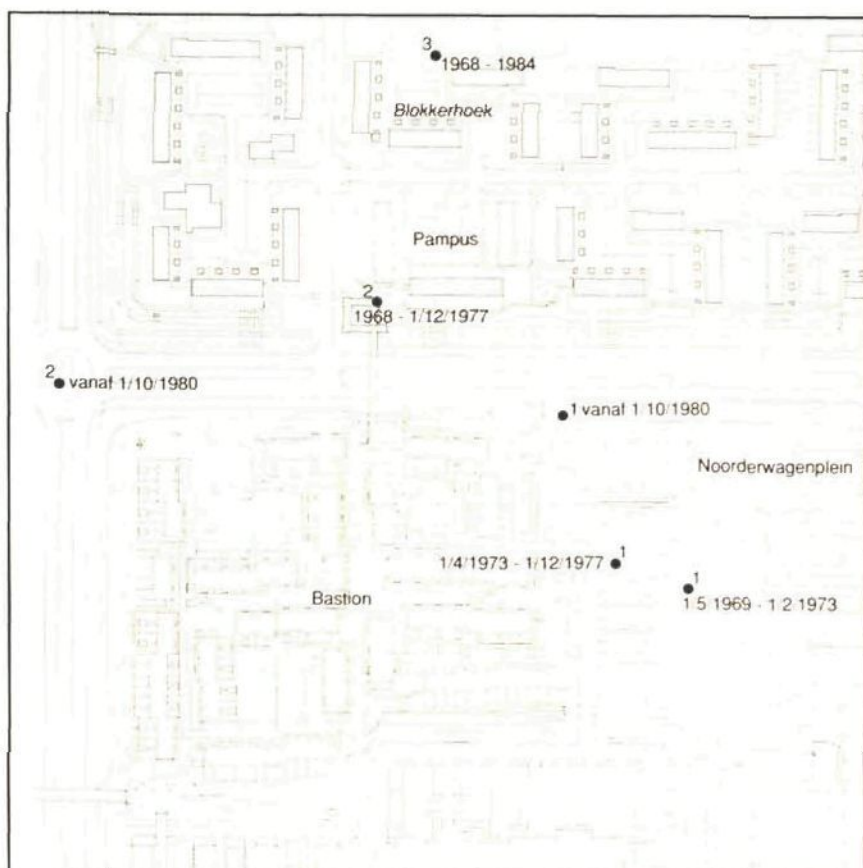 3
1968 - 1984
Blokkerhoek
Pampus
2
1968 - 1/12/1977
2
vanaf 1/10/1980
1 vanaf 1 10/1980
Noorderwagenplein
1/4/1973 - 1/12/1977
1
1
Bastion
1 5 1969 - 1 2 1973